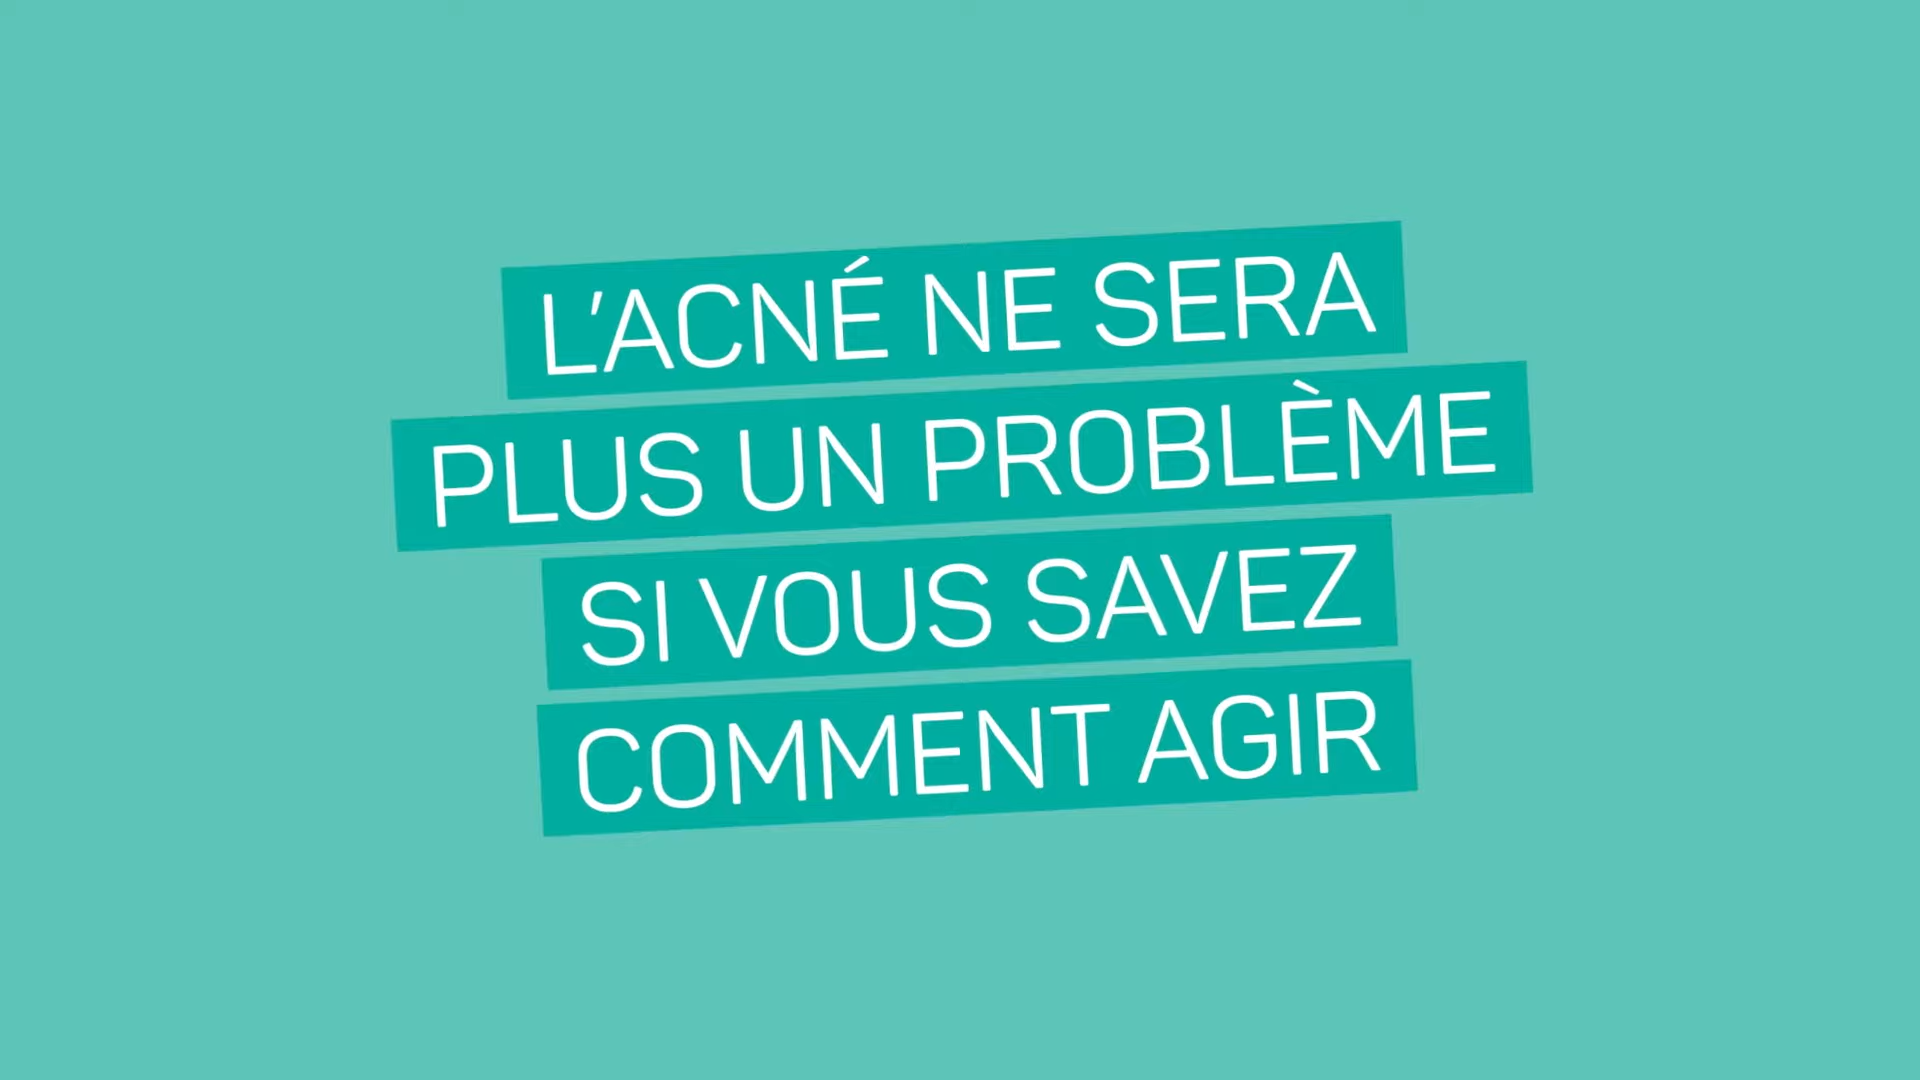 L’ACNÉ NE SERA
PLUS UN PROBLÈME
SI VOUS SAVEZ
COMMENT AGIR